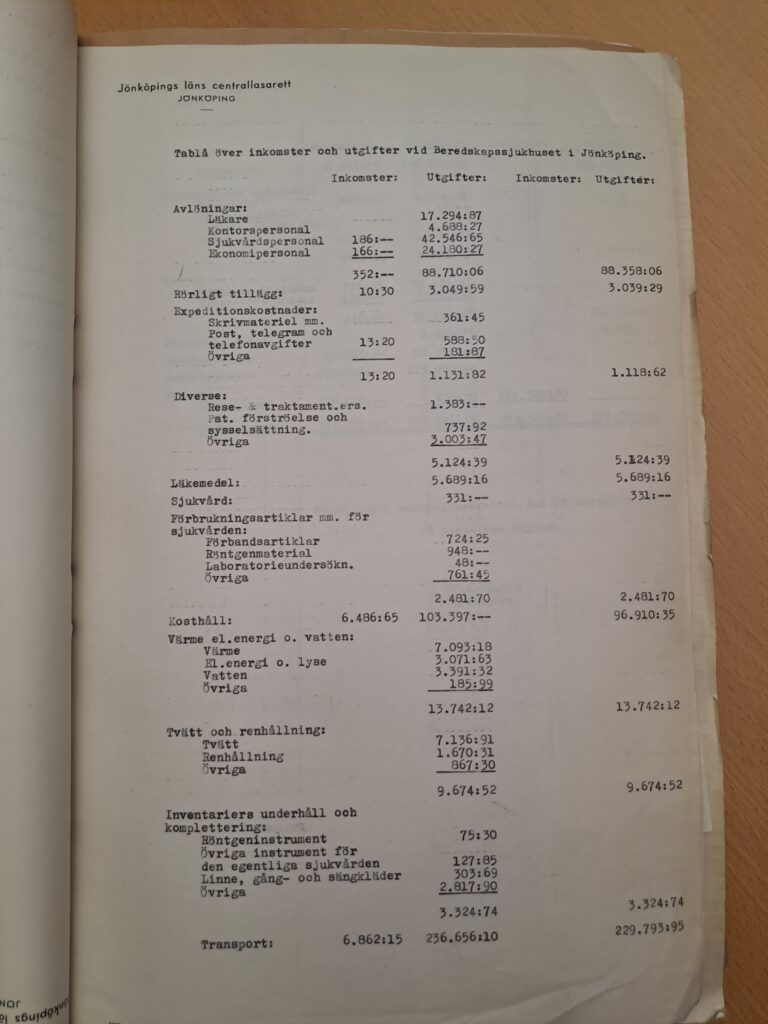 Jönköpings läns centrallasarett
JÖNKÖPING
Tablå över inkomster och utgifter vid Beredskapssjukhuset i Jönköping.
Inkomster: Utgifter: Inkomster: Utgifter:
Avlöningar:
Läkare 17.294:87
Kontorspersonal 4.688:27
Sjukvårdspersonal 186:-- 42.546:65
Ekonomipersonal 166:-- 24.180:27
/ 352:-- 88.710:06 88.358:06
Rörligt tillägg: 10:30 3.049:59 3.039:29
Expeditionskostnader:
Skrivmateriel mm. 361:45
Post, telegram och
telefonavgifter 13:20 588:50
Övriga 181:87
13:20 1.131:82 1.118:62
Diverse:
Rese- & traktament.ers. 1.383:--
Pat. förströelse och
sysselsättning. 737:92
Övriga 3.003:47
5.124:39 5.124:39
Läkemedel: 5.689:16 5.689:16
Sjukvård: 331:-- 331:--
Förbrukningsartiklar mm. för
sjukvården:
Förbandsartiklar 724:25
Röntgenmaterial 948:--
Laboratorieundersökn. 48:--
Övriga 761:45
2.481:70 2.481:70
Kosthåll: 6.486:65 103.397:-- 96.910:35
Värme el.energi o. vatten:
Värme 7.093:18
El.energi o. lyse 3.071:63
Vatten 3.391:32
Övriga 185:99
13.742:12 13.742:12
Tvätt och renhållning:
Tvätt 7.136:91
Renhållning 1.670:31
Övriga 867:30
9.674:52 9.674:52
Inventariers underhåll och
komplettering:
Röntgeninstrument 75:30
Övriga instrument för
den egentliga sjukvården 127:85
Linne, gång- och sängkläder 303:69
Övriga 2.817:90
3.324:74 3.324:74
Transport: 6.862:15 236.656:10 229.793:95